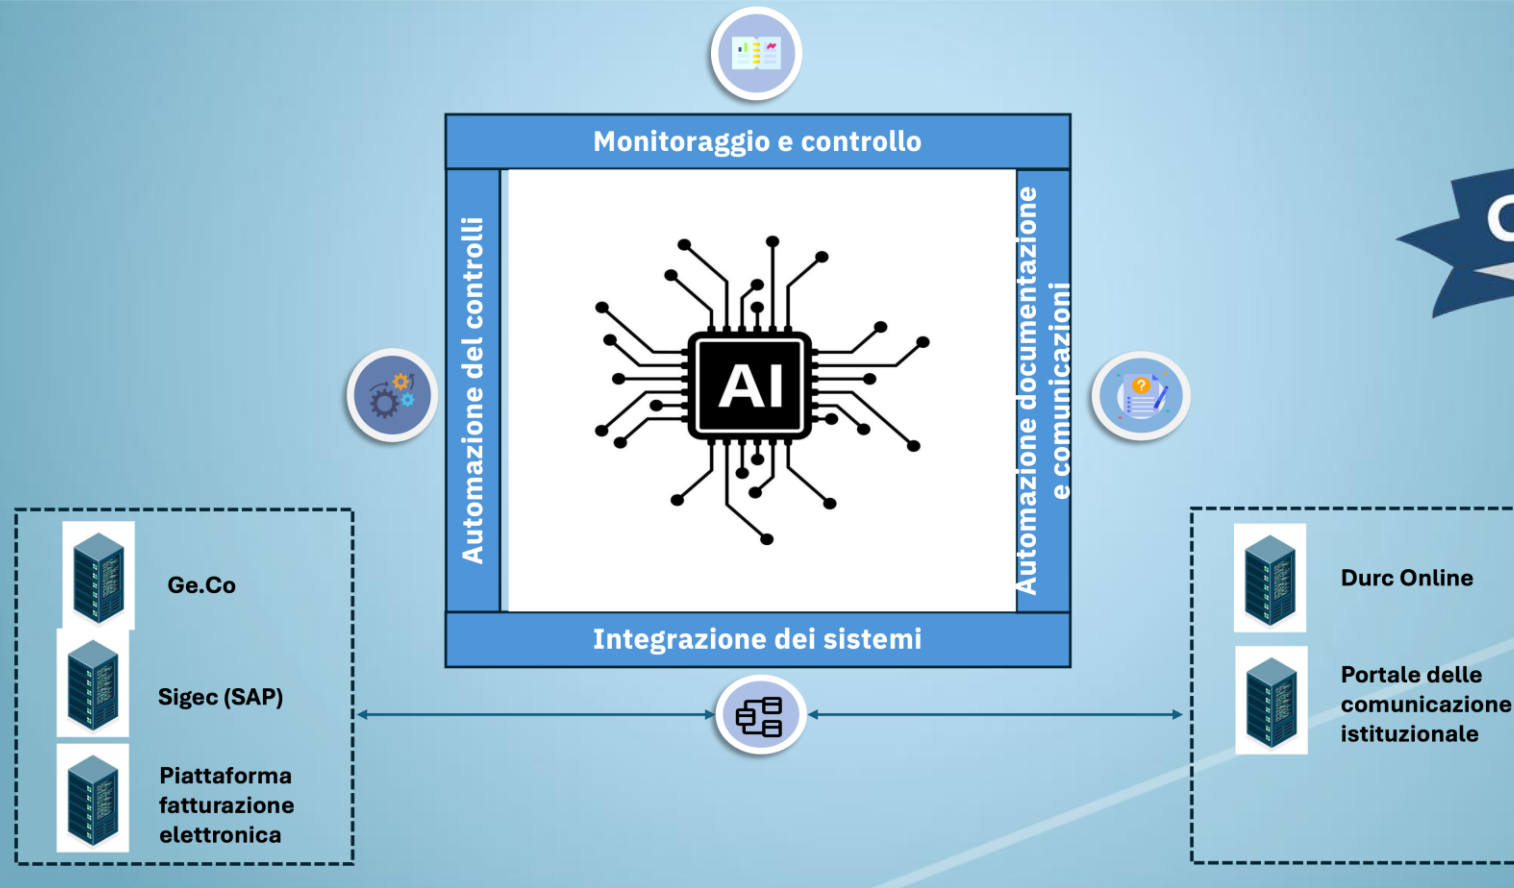 Monitoraggio e controllo
Automazione del controlli
AI
Automazione documentazione
e comunicazioni
Integrazione dei sistemi
Ge.Co
Sigec (SAP)
Piattaforma
fatturazione
elettronica
Durc Online
Portale delle
comunicazione
istituzionale